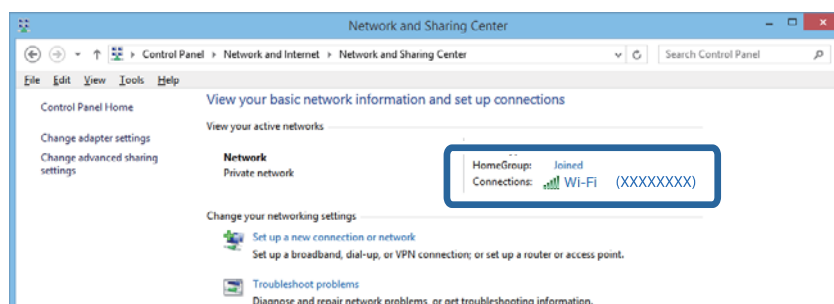 Network and Sharing Center
Control Panel Network and Internet Network and Sharing Center Search Control Panel
File Edit View Tools Help
Control Panel Home
Change adapter settings
Change advanced sharing
settings
View your basic network information and set up connections
View your active networks
Network
Private network
HomeGroup: Joined
Connections: Wi-Fi (XXXXXXXX)
Change your networking settings
Set up a new connection or network
Set up a broadband, dial-up, or VPN connection; or set up a router or access point.
Troubleshoot problems
Diagnose and repair network problems, or get troubleshooting information.